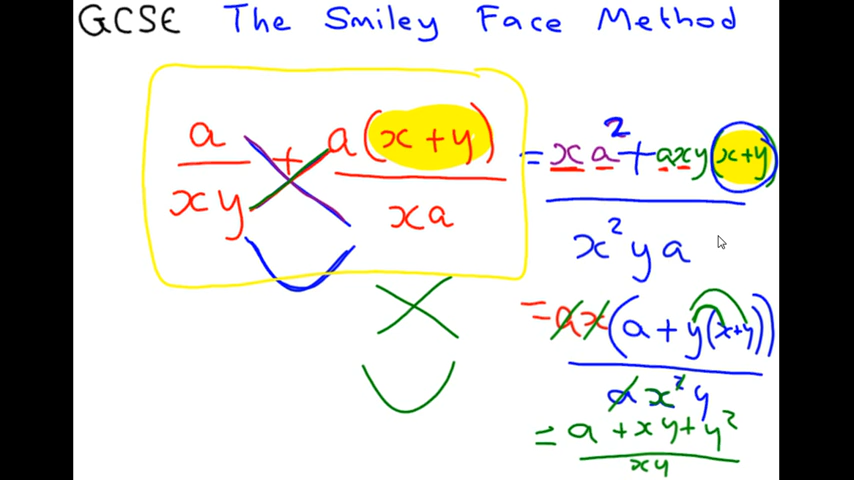 GCSE The Smiley Face Method
a/xy + a(x+y)/xa = xa² + axy(x+y)/x²ya
= ax(a + y(x+y))/ax²y
= a + xy + y²/xy